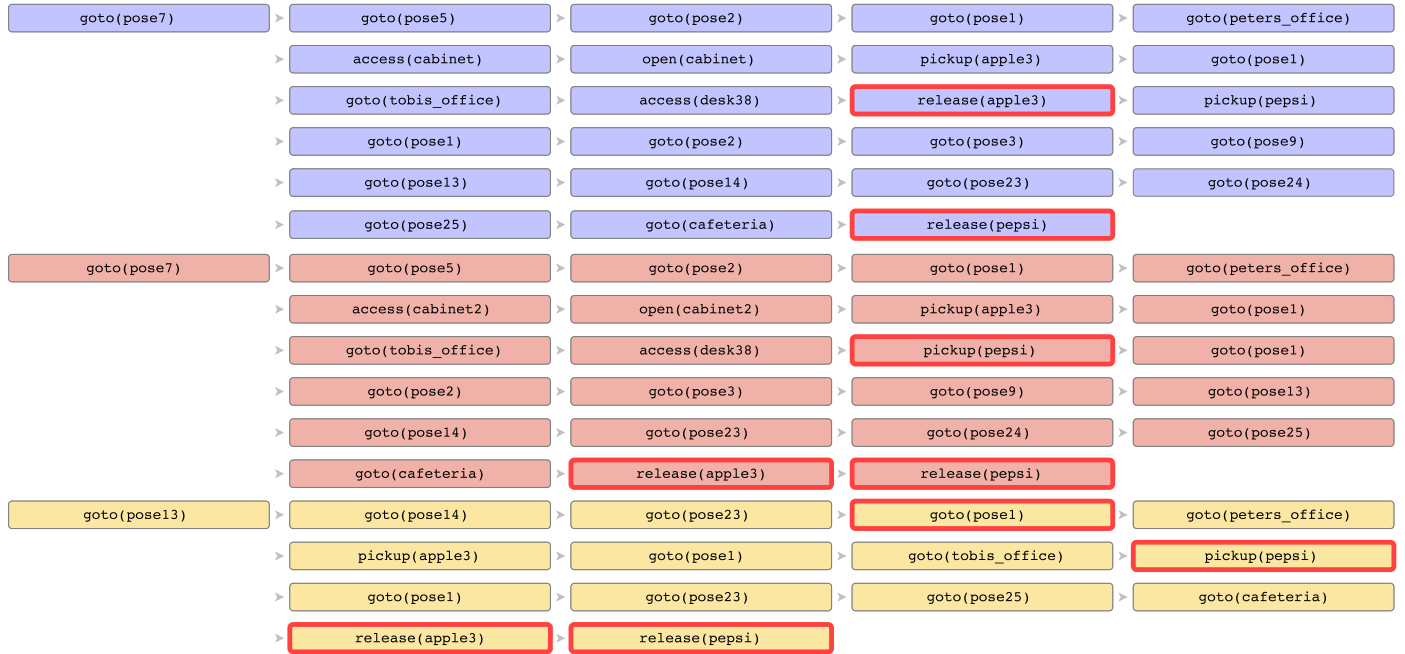 goto(pose7) goto(pose5) goto(pose2) goto(pose1) goto(peters_office)
access(cabinet) open(cabinet) pickup(apple3) goto(pose1)
goto(tobis_office) access(desk38) release(apple3) pickup(pepsi)
goto(pose1) goto(pose2) goto(pose3) goto(pose9)
goto(pose13) goto(pose14) goto(pose23) goto(pose24)
goto(pose25) goto(cafeteria) release(pepsi)
goto(pose7) goto(pose5) goto(pose2) goto(pose1) goto(peters_office)
access(cabinet2) open(cabinet2) pickup(apple3) goto(pose1)
goto(tobis_office) access(desk38) pickup(pepsi) goto(pose1)
goto(pose2) goto(pose3) goto(pose9) goto(pose13)
goto(pose14) goto(pose23) goto(pose24) goto(pose25)
goto(cafeteria) release(apple3) release(pepsi)
goto(pose13) goto(pose14) goto(pose23) goto(pose1) goto(peters_office)
pickup(apple3) goto(pose1) goto(tobis_office) pickup(pepsi)
goto(pose1) goto(pose23) goto(pose25) goto(cafeteria)
release(apple3) release(pepsi)